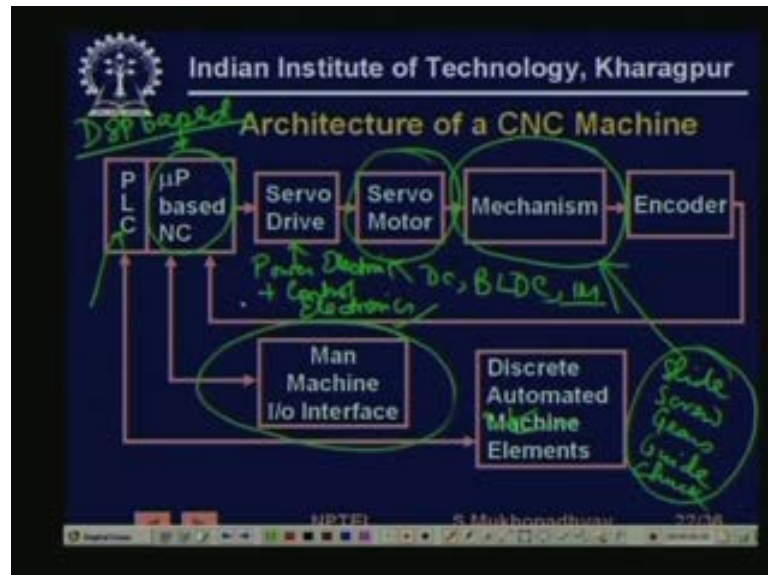 Indian Institute of Technology, Kharagpur
DSP based
Architecture of a CNC Machine
PLC
μP based NC
Servo Drive
Servo Motor
Mechanism
Encoder
Power Electroni
+ Control Electronics
DC, BLDC, IM
Man Machine I/o Interface
Discrete Automated Machine Elements
Slide
Screw
Gears
Guide
Chuck
NPTEL
S.Mukhopadhyay
22/36